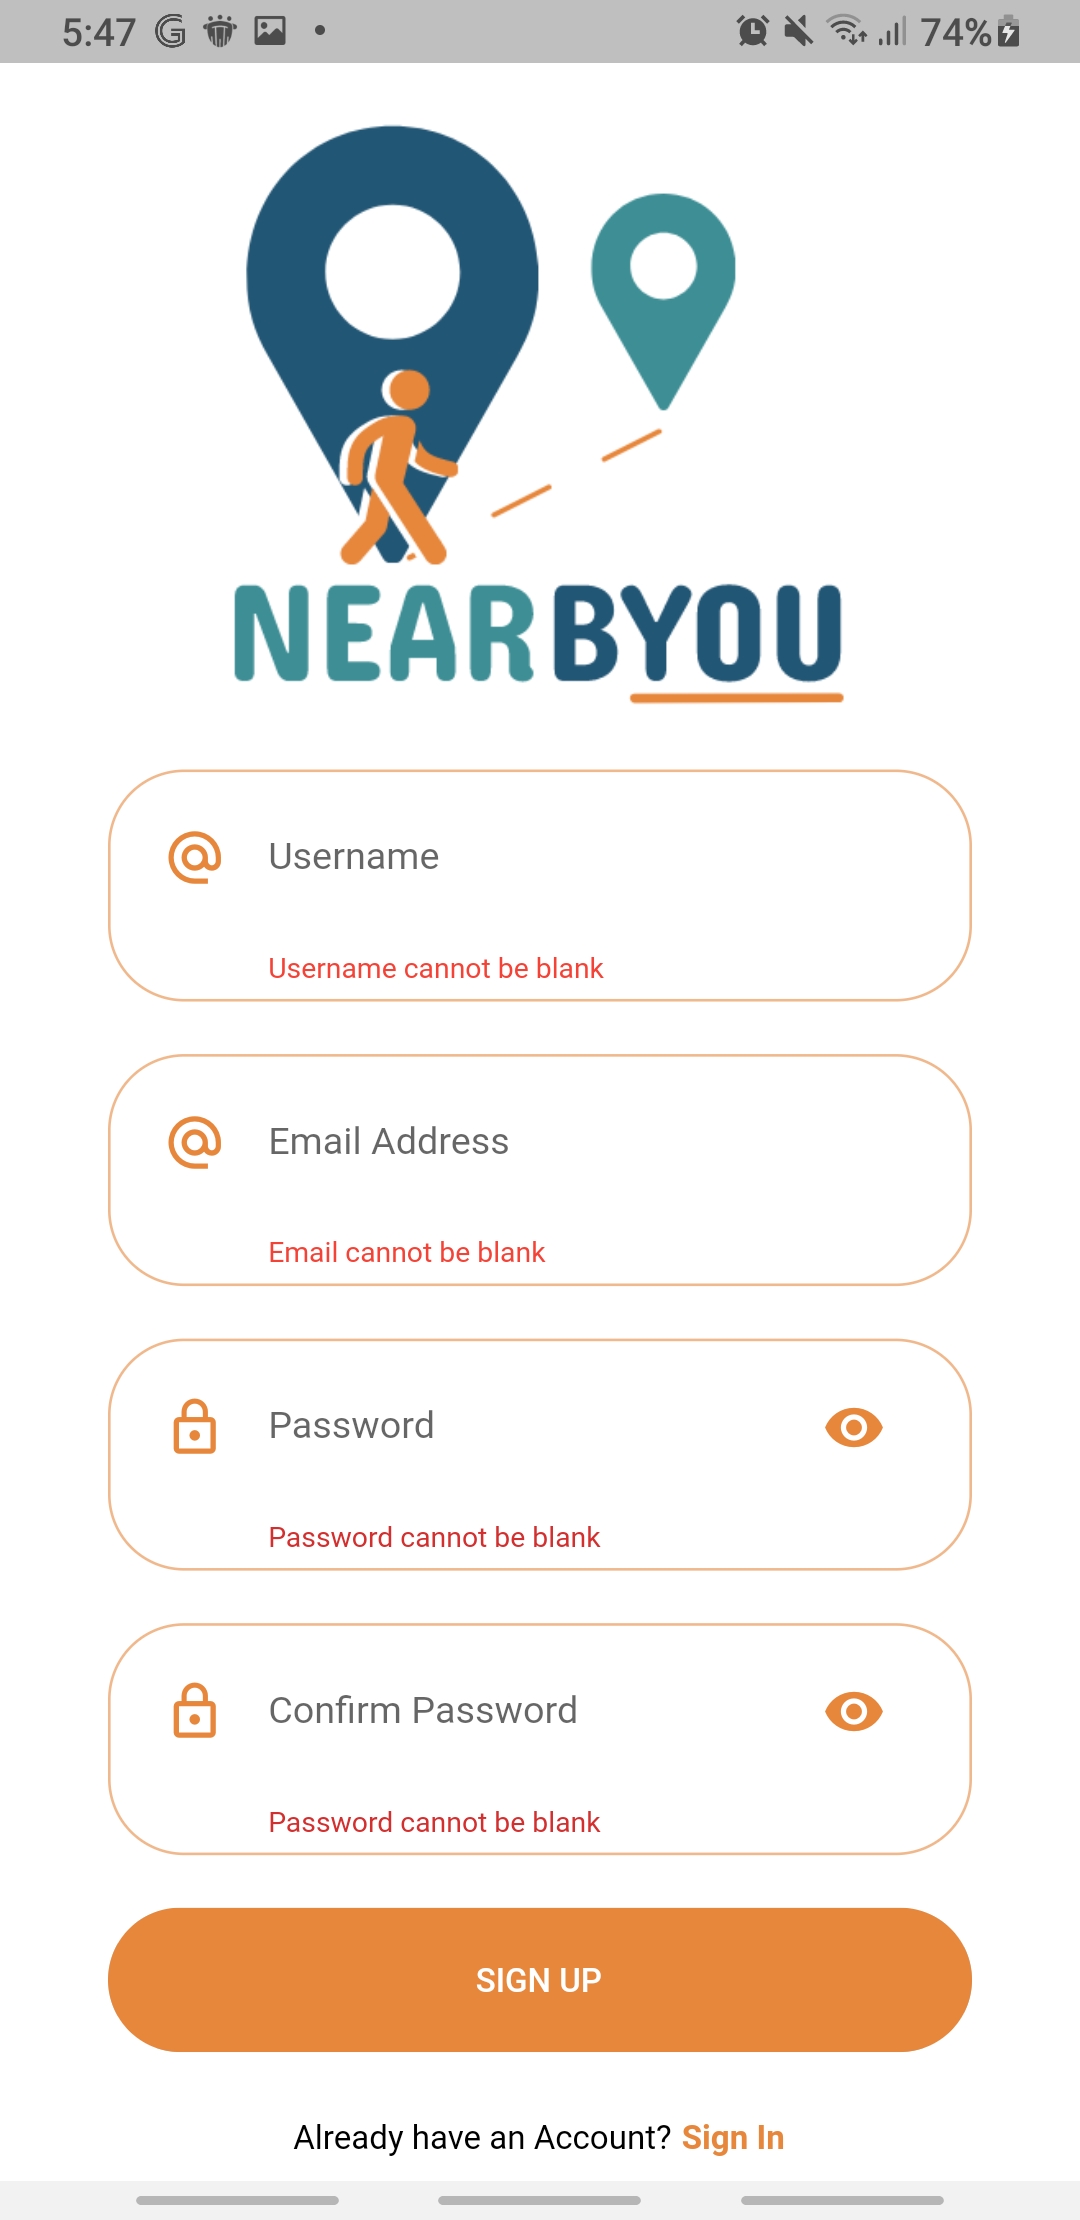 5:47 74%
NEARBYOU
Username
Username cannot be blank
Email Address
Email cannot be blank
Password
Password cannot be blank
Confirm Password
Password cannot be blank
SIGN UP
Already have an Account? Sign In